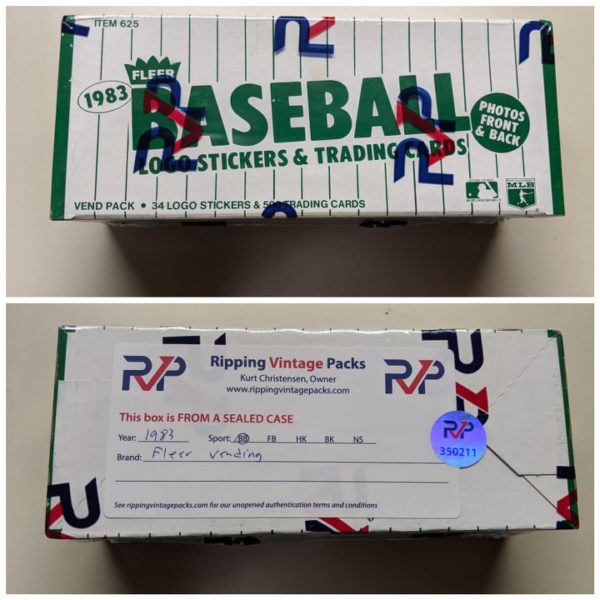 ITEM 625
FLEER
1983
BASEBALL
LOGO STICKERS & TRADING CARDS
PHOTOS
FRONT
& BACK
VEND PACK • 34 LOGO STICKERS & 500 TRADING CARDS
MLB
RVP
Ripping Vintage Packs
RVP
Kurt Christensen, Owner
www.rippingvintagepacks.com
This box is FROM A SEALED CASE
Year: 1983 Sport: BB FB HK BK NS
Brand: Fleer Vending
RVP
350211
See rippingvintagepacks.com for our unopened authentication terms and conditions